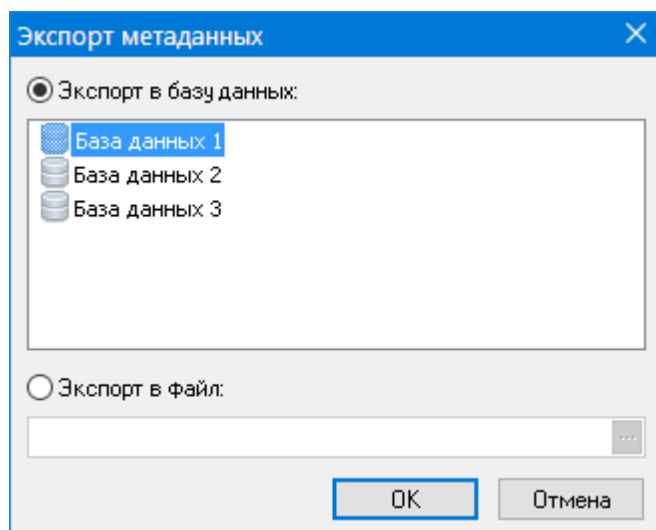 Экспорт метаданных
Экспорт в базу данных:
База данных 1
База данных 2
База данных 3
Экспорт в файл:
...
OK
Отмена